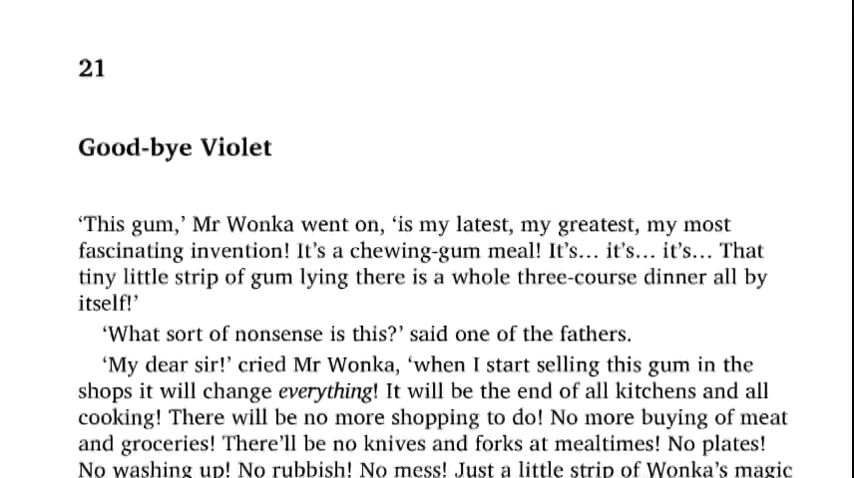 21
Good-bye Violet
‘This gum,’ Mr Wonka went on, ‘is my latest, my greatest, my most
fascinating invention! It’s a chewing-gum meal! It’s… it’s… it’s… That
tiny little strip of gum lying there is a whole three-course dinner all by
itself!’
‘What sort of nonsense is this?’ said one of the fathers.
‘My dear sir!’ cried Mr Wonka, ‘when I start selling this gum in the
shops it will change everything! It will be the end of all kitchens and all
cooking! There will be no more shopping to do! No more buying of meat
and groceries! There’ll be no knives and forks at mealtimes! No plates!
No washing up! No rubbish! No mess! Just a little strip of Wonka’s magic